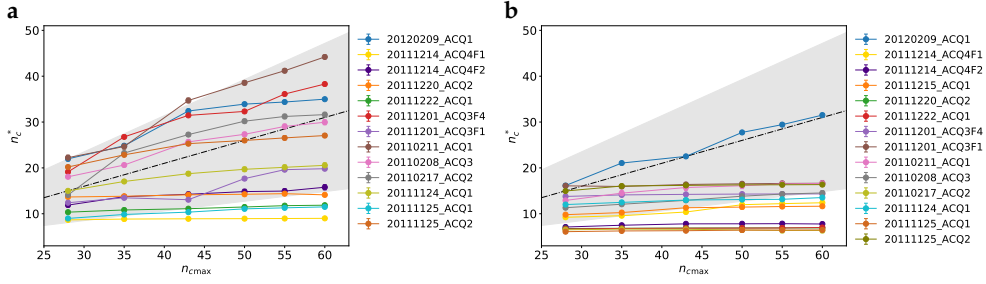 a
50
40
30
20
10
n*c
25 30 35 40 45 50 55 60
ncmax
20120209_ACQ1
20111214_ACQ4F1
20111214_ACQ4F2
20111220_ACQ2
20111222_ACQ1
20111201_ACQ3F4
20111201_ACQ3F1
20110211_ACQ1
20110208_ACQ3
20110217_ACQ2
20111124_ACQ1
20111125_ACQ1
20111125_ACQ2
b
50
40
30
20
10
n*c
25 30 35 40 45 50 55 60
ncmax
20120209_ACQ1
20111214_ACQ4F1
20111214_ACQ4F2
20111215_ACQ1
20111220_ACQ2
20111222_ACQ1
20111201_ACQ3F4
20111201_ACQ3F1
20110211_ACQ1
20110208_ACQ3
20110217_ACQ2
20111124_ACQ1
20111125_ACQ1
20111125_ACQ2